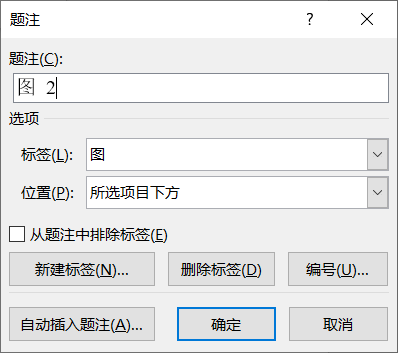 题注
题注(C):
图 2
选项
标签(L): 图
位置(P): 所选项目下方
从题注中排除标签(E)
新建标签(N)... 删除标签(D) 编号(U)...
自动插入题注(A)... 确定 取消